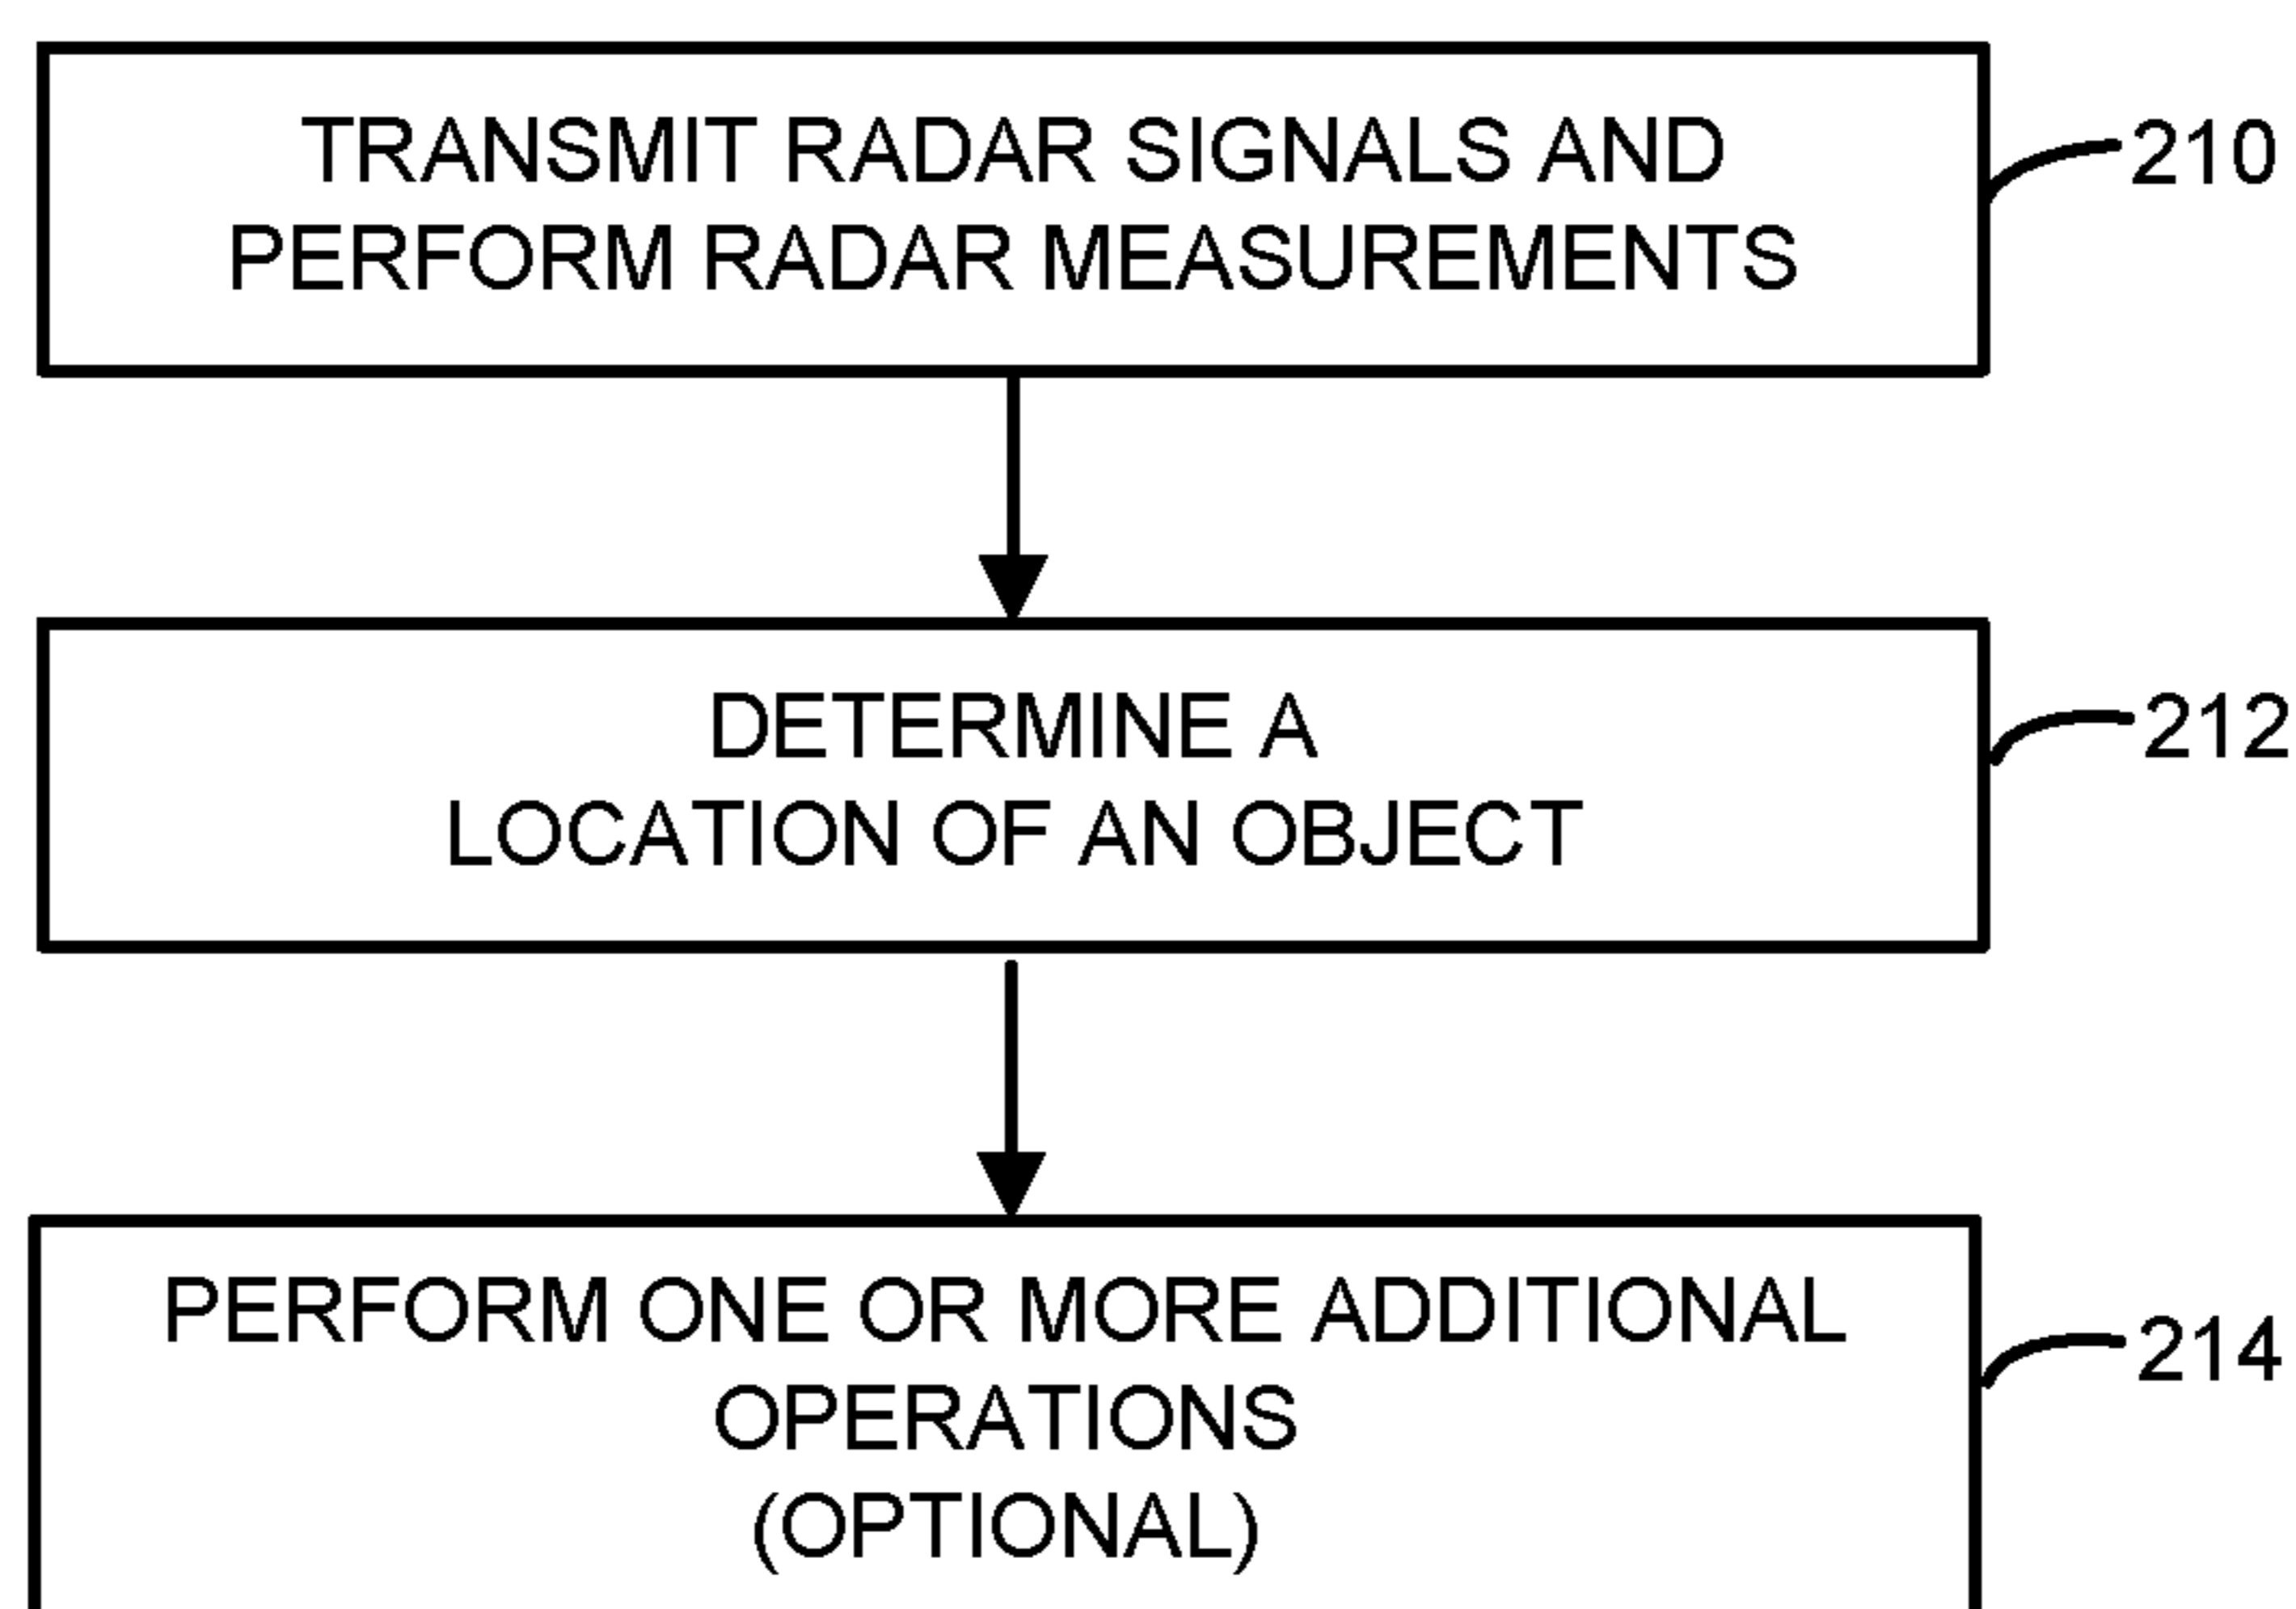 TRANSMIT RADAR SIGNALS AND
PERFORM RADAR MEASUREMENTS
210
DETERMINE A
LOCATION OF AN OBJECT
212
PERFORM ONE OR MORE ADDITIONAL
OPERATIONS
(OPTIONAL)
214